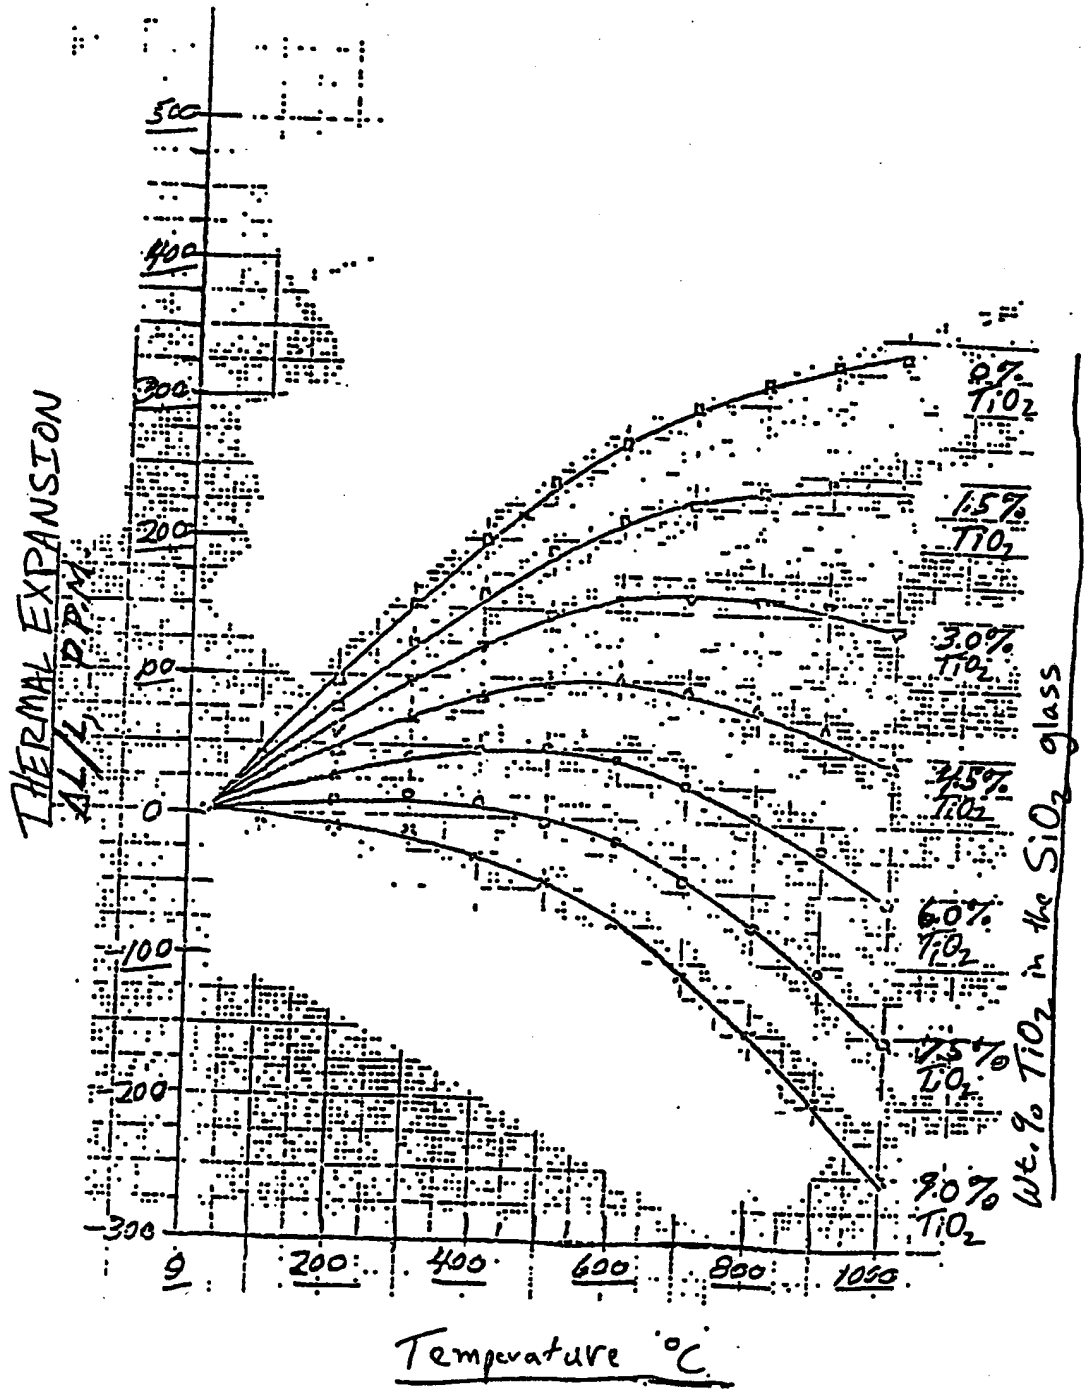 THERMAL EXPANSION
ΔL/L, P.P.M.
500
400
300
200
100
0
-100
-200
-300
0
200
400
600
800
1000
Temperature °C
0% TiO2
1.5% TiO2
3.0% TiO2
4.5% TiO2
6.0% TiO2
7.5% TiO2
9.0% TiO2
Wt. % TiO2 in the SiO2 glass